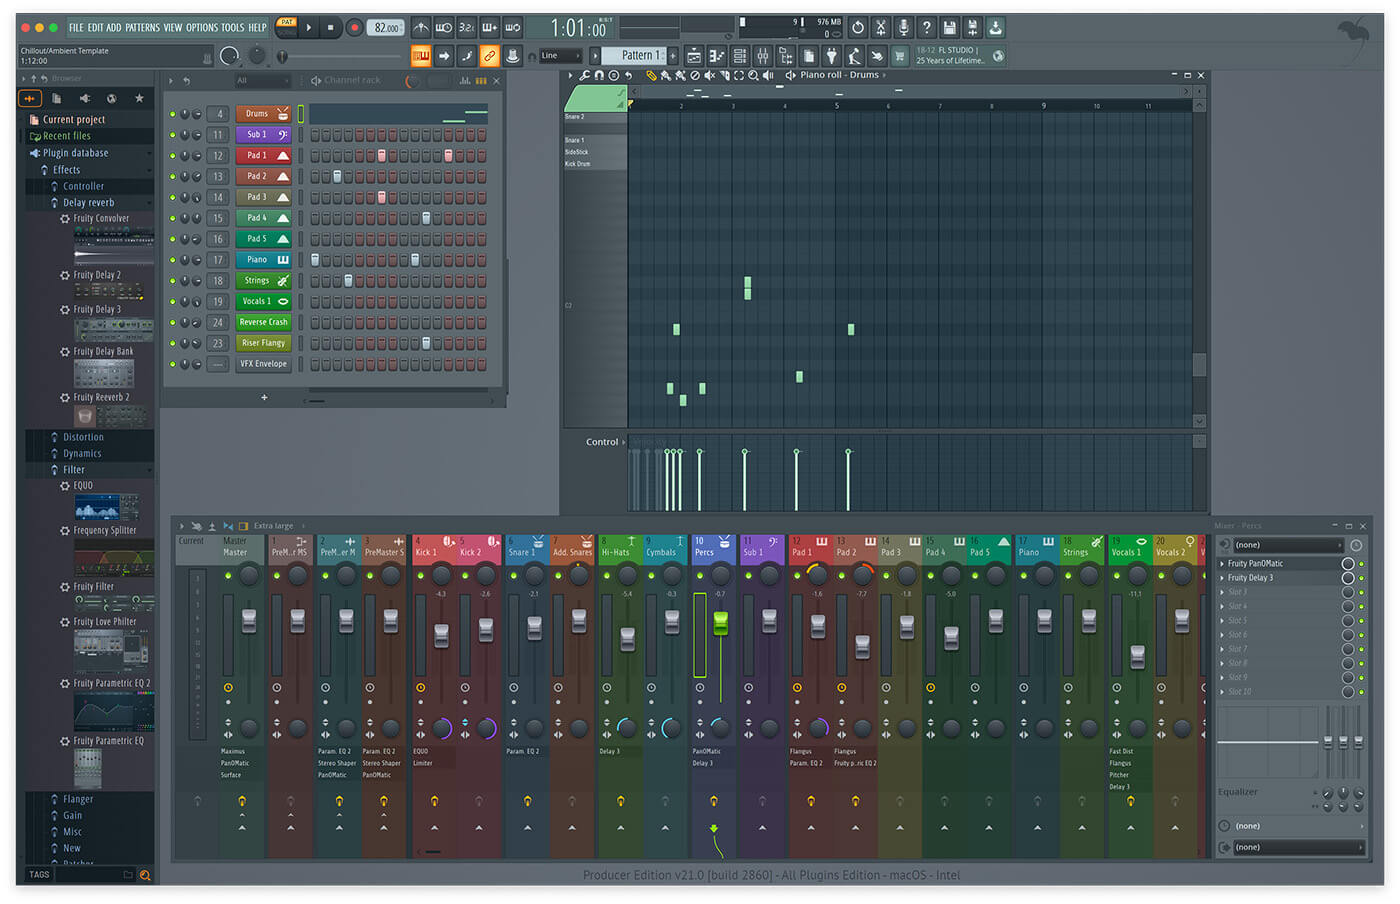 FILE EDIT ADD PATTERNS VIEW OPTIONS TOOLS HELP
PAT
SONG
82.000
3.2.
1:01:00
B:S:T
9
976 MB
0
Chillout/Ambient Template
1:12:00
Line
Pattern 1
18-12 FL STUDIO |
25 Years of Lifetime..
Browser
Current project
Recent files
Plugin database
Effects
Controller
Delay reverb
Fruity Convolver
Fruity Delay 2
Fruity Delay 3
Fruity Delay Bank
Fruity Reeverb 2
Distortion
Dynamics
Filter
EQUO
Frequency Splitter
Fruity Filter
Fruity Love Philter
Fruity Parametric EQ 2
Fruity Parametric EQ
Flanger
Gain
Misc
New
Patcher
TAGS
All
Channel rack
4 Drums
11 Sub 1
12 Pad 1
13 Pad 2
14 Pad 3
15 Pad 4
16 Pad 5
17 Piano
18 Strings
19 Vocals 1
24 Reverse Crash
23 Riser Flangy
--- VFX Envelope
+
Piano roll - Drums
2 3 4 5 6 7 8 9 10 11
Snare 2
Snare 1
SideStick
Kick Drum
C2
Control
Velocity
Extra large
Current
Master
Master
1
PreM..r MS
2
PreM..er M
3
PreMaster S
4
Kick 1
5
Kick 2
6
Snare 1
7
Add. Snares
8
Hi-Hats
9
Cymbals
10
Percs
11
Sub 1
12
Pad 1
13
Pad 2
14
Pad 3
15
Pad 4
16
Pad 5
17
Piano
18
Strings
19
Vocals 1
20
Vocals 2
-4.3 -2.6 -2.1 -5.4 -0.3 -0.7 -1.6 -7.7 -1.8 -5.0 -11.1
Maximus
PanOMatic
Surface
Param. EQ 2
Stereo Shaper
PanOMatic
Param. EQ 2
Stereo Shaper
PanOMatic
EQUO
Limiter
Param. EQ 2
Delay 3
PanOMatic
Delay 3
Flangus
Param. EQ 2
Flangus
Fruity p..ric EQ 2
Fast Dist
Flangus
Pitcher
Delay 3
Mixer - Percs
(none)
Fruity PanOMatic
Fruity Delay 3
Slot 3
Slot 4
Slot 5
Slot 6
Slot 7
Slot 8
Slot 9
Slot 10
Equalizer
(none)
(none)
Producer Edition v21.0 [build 2860] - All Plugins Edition - macOS - Intel